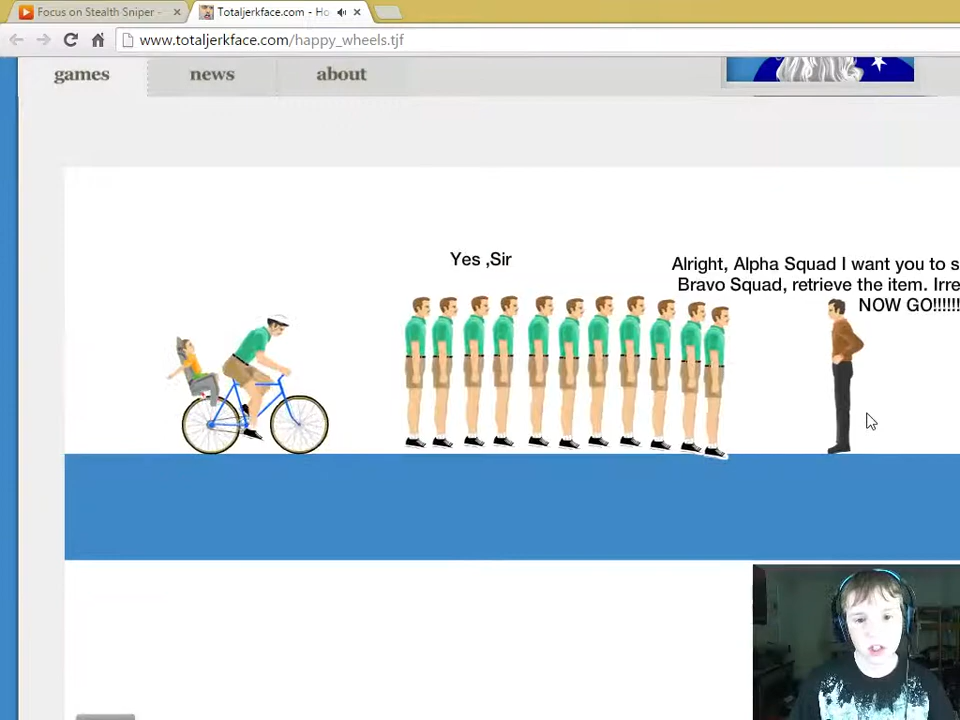 Focus on Stealth Sniper -
Totaljerkface.com - Ho
www.totaljerkface.com/happy_wheels.tjf
games
news
about
Yes ,Sir
Alright, Alpha Squad I want you to s
Bravo Squad, retrieve the item. Irre
NOW GO!!!!!!